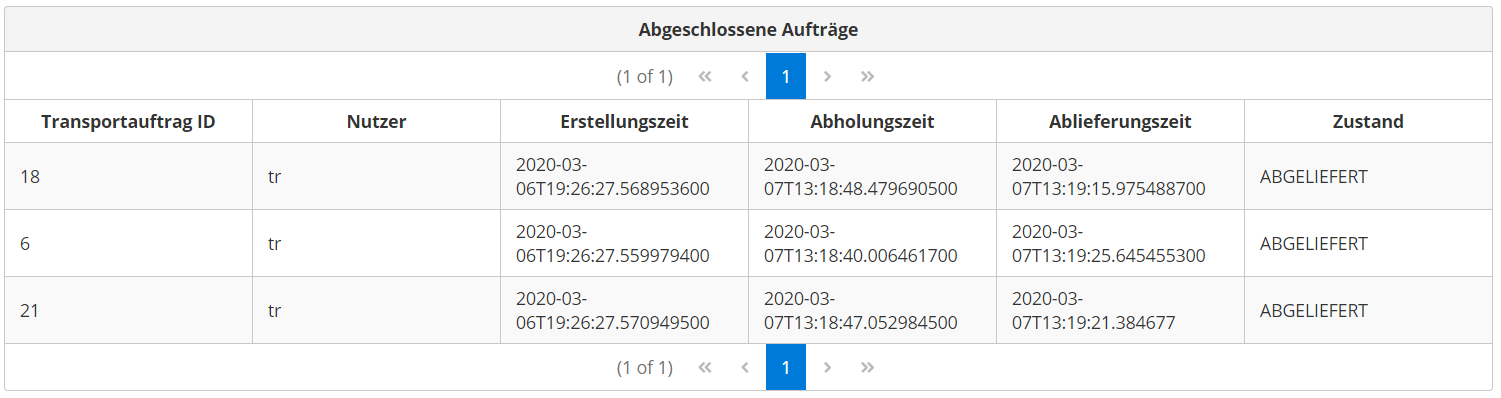 Abgeschlossene Aufträge
(1 of 1) « ‹ 1 › »
Transportauftrag ID Nutzer Erstellungszeit Abholungszeit Ablieferungszeit Zustand
18 tr 2020-03-06T19:26:27.568953600 2020-03-07T13:18:48.479690500 2020-03-07T13:19:15.975488700 ABGELIEFERT
6 tr 2020-03-06T19:26:27.559979400 2020-03-07T13:18:40.006461700 2020-03-07T13:19:25.645455300 ABGELIEFERT
21 tr 2020-03-06T19:26:27.570949500 2020-03-07T13:18:47.052984500 2020-03-07T13:19:21.384677 ABGELIEFERT
(1 of 1) « ‹ 1 › »